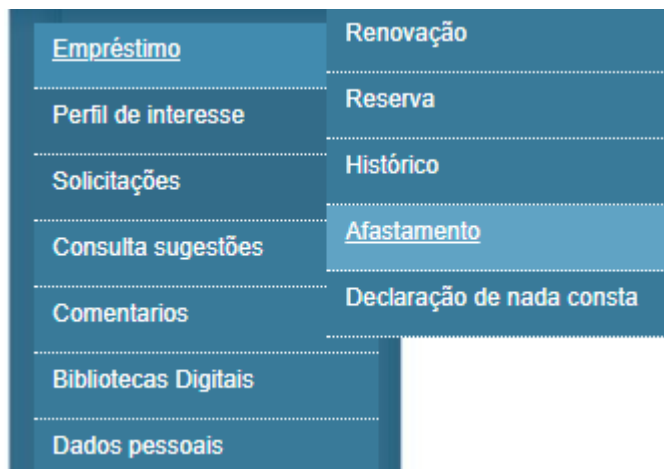 Empréstimo
Perfil de interesse
Solicitações
Consulta sugestões
Comentarios
Bibliotecas Digitais
Dados pessoais
Renovação
Reserva
Histórico
Afastamento
Declaração de nada consta